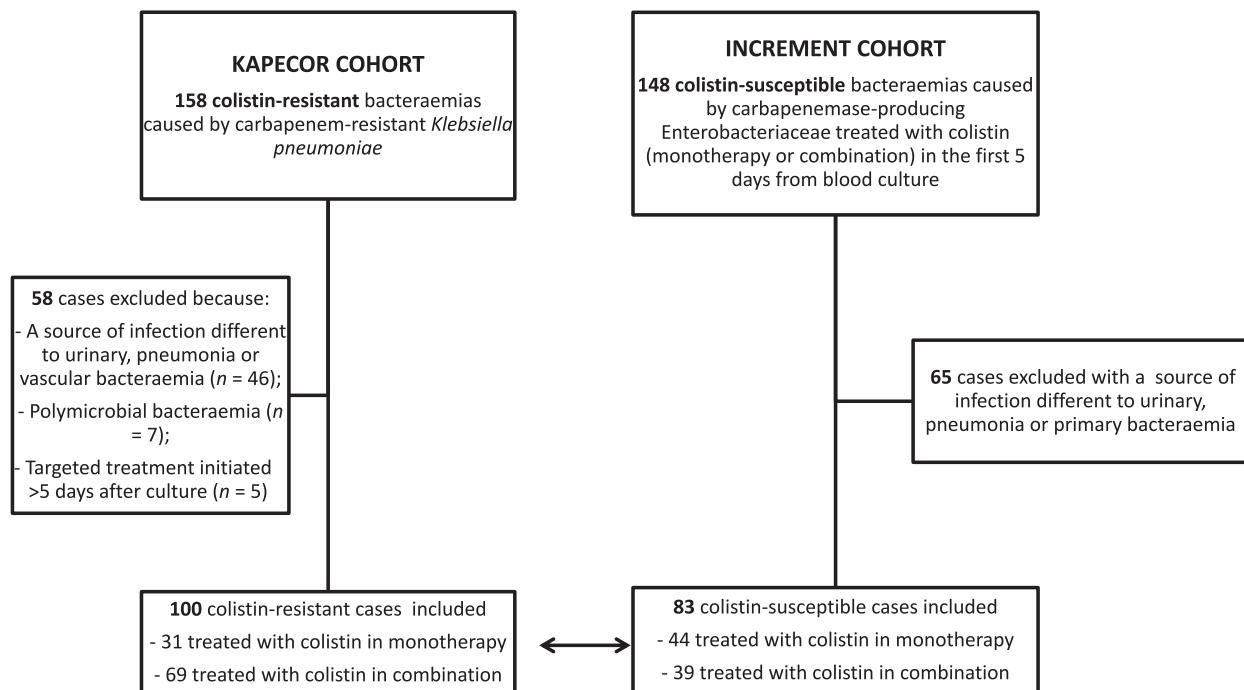 KAPECOR COHORT
158 colistin-resistant bacteraemias
caused by carbapenem-resistant Klebsiella
pneumoniae
INCREMENT COHORT
148 colistin-susceptible bacteraemias caused
by carbapenemase-producing
Enterobacteriaceae treated with colistin
(monotherapy or combination) in the first 5
days from blood culture
58 cases excluded because:
- A source of infection different
to urinary, pneumonia or
vascular bacteraemia (n = 46);
- Polymicrobial bacteraemia (n
= 7);
- Targeted treatment initiated
>5 days after culture (n = 5)
65 cases excluded with a source of
infection different to urinary,
pneumonia or primary bacteraemia
100 colistin-resistant cases included
- 31 treated with colistin in monotherapy
- 69 treated with colistin in combination
83 colistin-susceptible cases included
- 44 treated with colistin in monotherapy
- 39 treated with colistin in combination